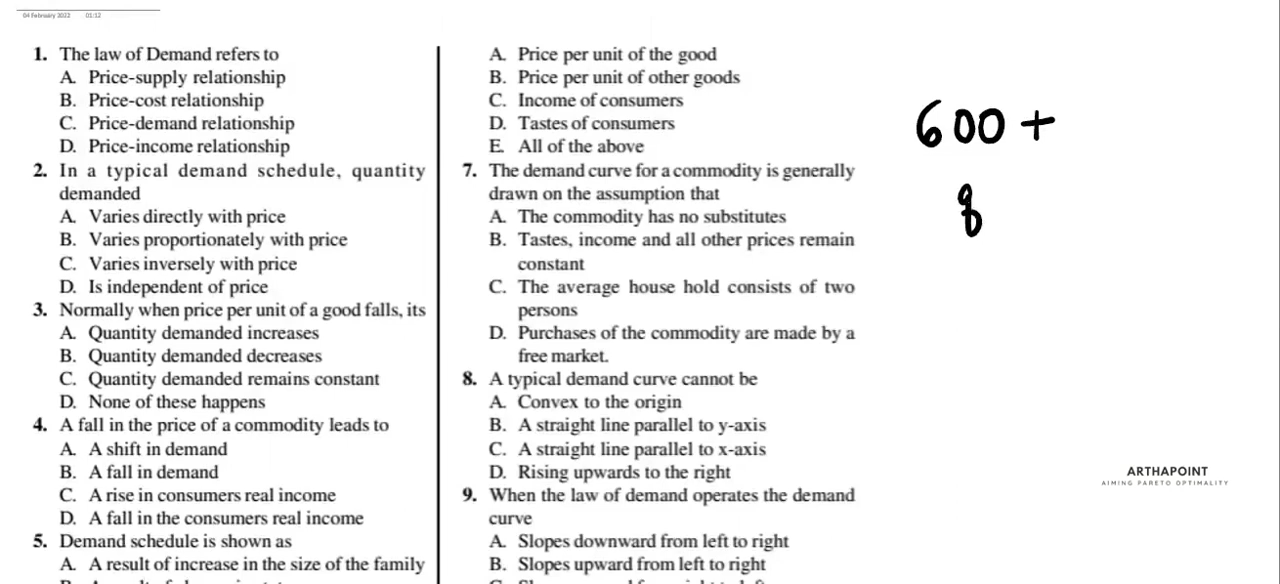 04 February 2022 01:12
1. The law of Demand refers to
A. Price-supply relationship
B. Price-cost relationship
C. Price-demand relationship
D. Price-income relationship
2. In a typical demand schedule, quantity
demanded
A. Varies directly with price
B. Varies proportionately with price
C. Varies inversely with price
D. Is independent of price
3. Normally when price per unit of a good falls, its
A. Quantity demanded increases
B. Quantity demanded decreases
C. Quantity demanded remains constant
D. None of these happens
4. A fall in the price of a commodity leads to
A. A shift in demand
B. A fall in demand
C. A rise in consumers real income
D. A fall in the consumers real income
5. Demand schedule is shown as
A. A result of increase in the size of the family
A. Price per unit of the good
B. Price per unit of other goods
C. Income of consumers
D. Tastes of consumers
E. All of the above
7. The demand curve for a commodity is generally
drawn on the assumption that
A. The commodity has no substitutes
B. Tastes, income and all other prices remain
constant
C. The average house hold consists of two
persons
D. Purchases of the commodity are made by a
free market.
8. A typical demand curve cannot be
A. Convex to the origin
B. A straight line parallel to y-axis
C. A straight line parallel to x-axis
D. Rising upwards to the right
9. When the law of demand operates the demand
curve
A. Slopes downward from left to right
B. Slopes upward from left to right
600 +
ARTHAPOINT
AIMING PARETO OPTIMALITY